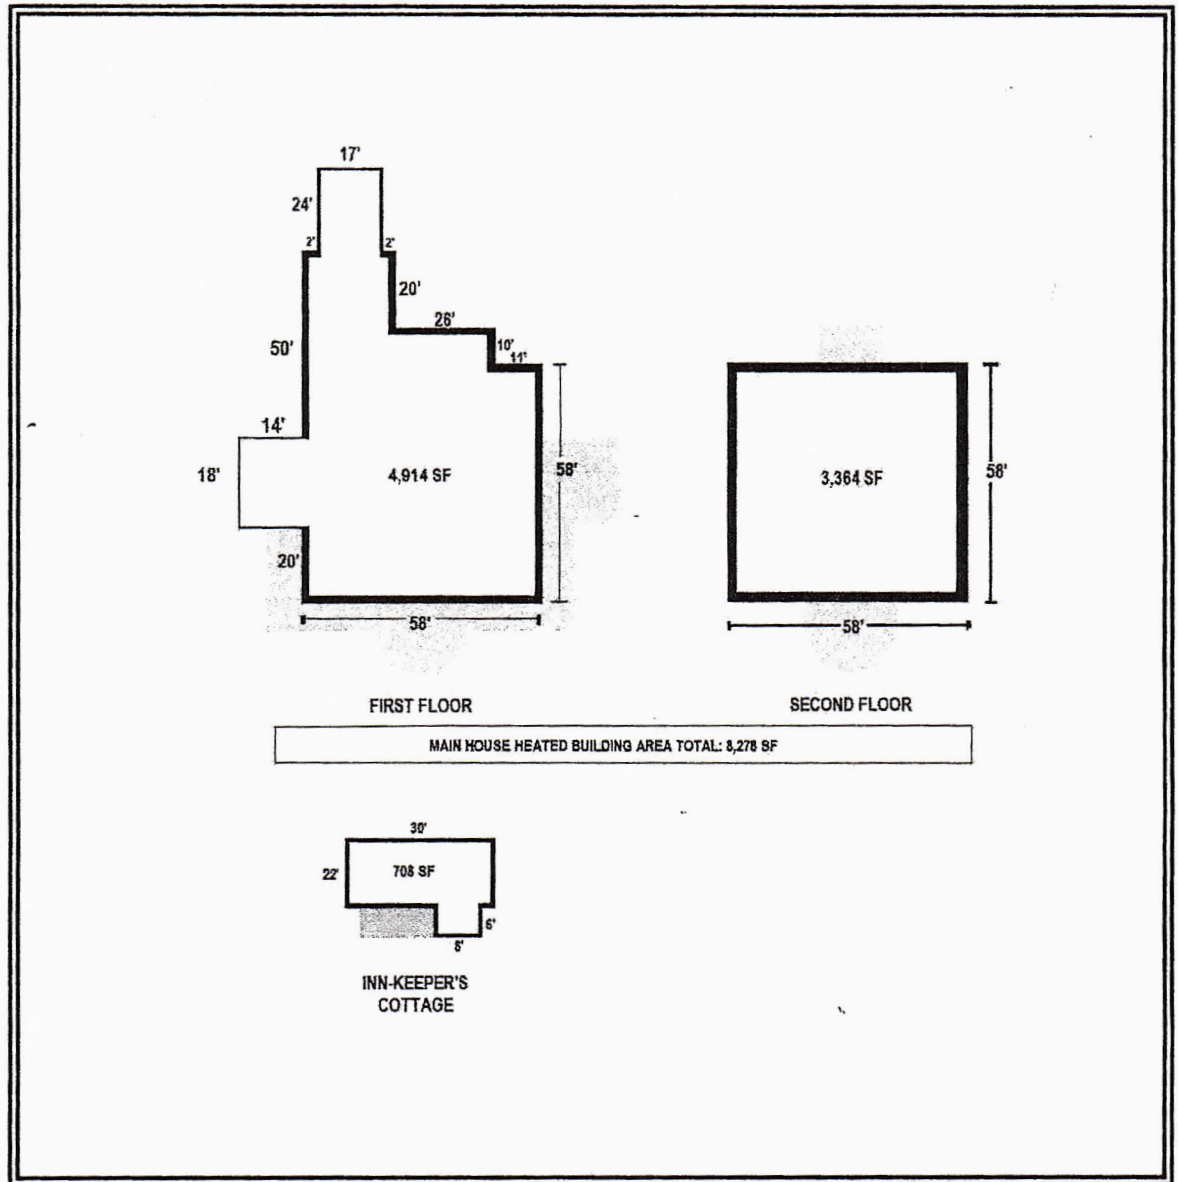 17'
24'
2' 2'
20'
26'
50'
10'
11'
14'
18'
4,914 SF
58'
3,364 SF
58'
20'
58'
58'
FIRST FLOOR
SECOND FLOOR
MAIN HOUSE HEATED BUILDING AREA TOTAL: 8,278 SF
30'
22'
708 SF
6'
8'
INN-KEEPER'S
COTTAGE